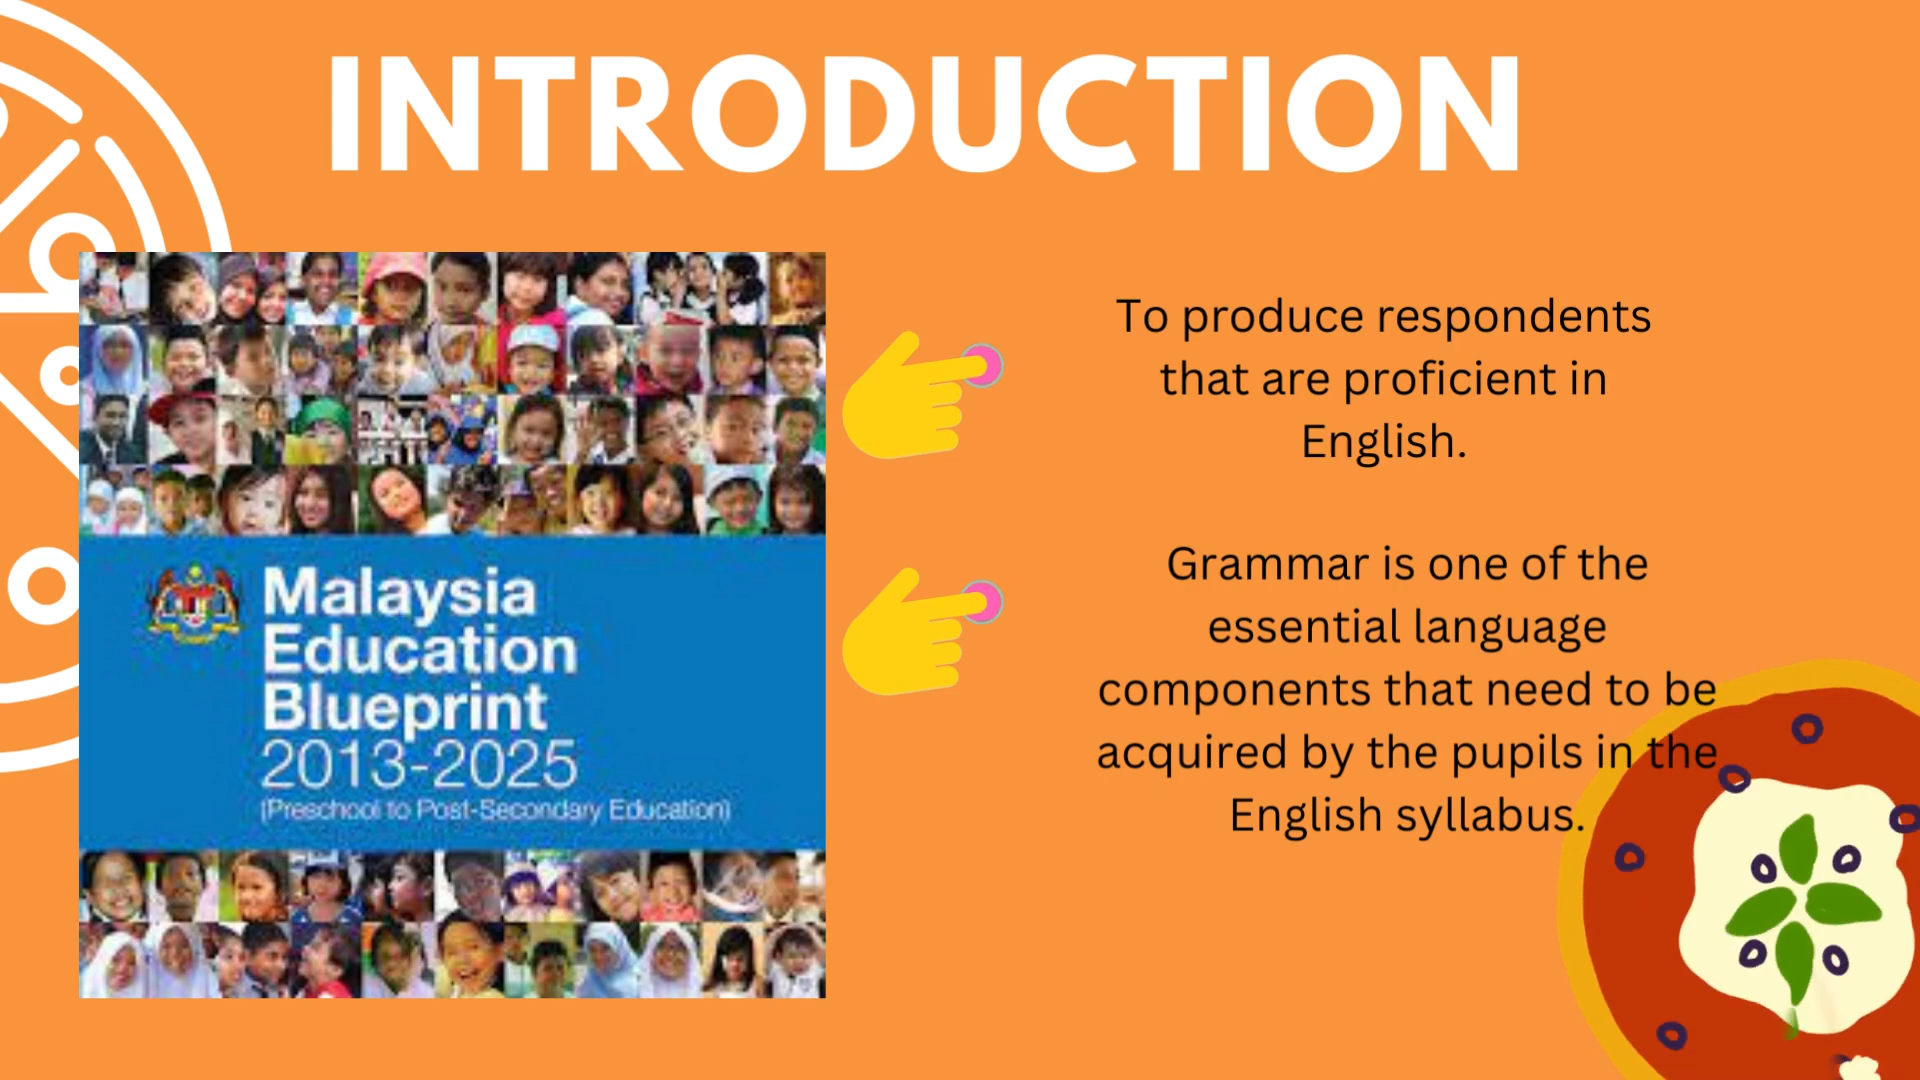 INTRODUCTION
Malaysia
Education
Blueprint
2013-2025
(Preschool to Post-Secondary Education)
To produce respondents
that are proficient in
English.
Grammar is one of the
essential language
components that need to be
acquired by the pupils in the
English syllabus.